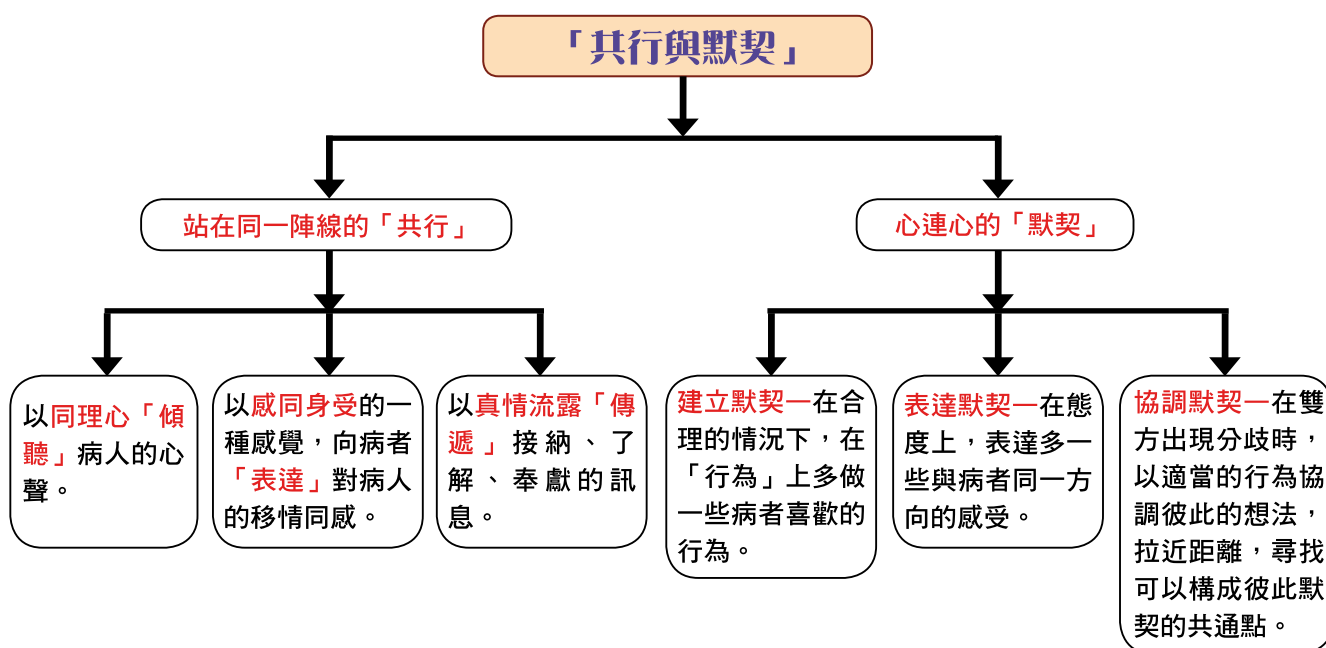 「共行與默契」
站在同一陣線的「共行」
心連心的「默契」
以同理心「傾
聽」病人的心
聲。
以感同身受的一
種感覺，向病者
「表達」對病人
的移情同感。
以真情流露「傳
遞」接納、了
解、奉獻的訊
息。
建立默契—在合
理的情況下，在
「行為」上多做
一些病者喜歡的
行為。
表達默契—在態
度上，表達多一
些與病者同一方
向的感受。
協調默契—在雙
方出現分歧時，
以適當的行為協
調彼此的想法，
拉近距離，尋找
可以構成彼此默
契的共通點。